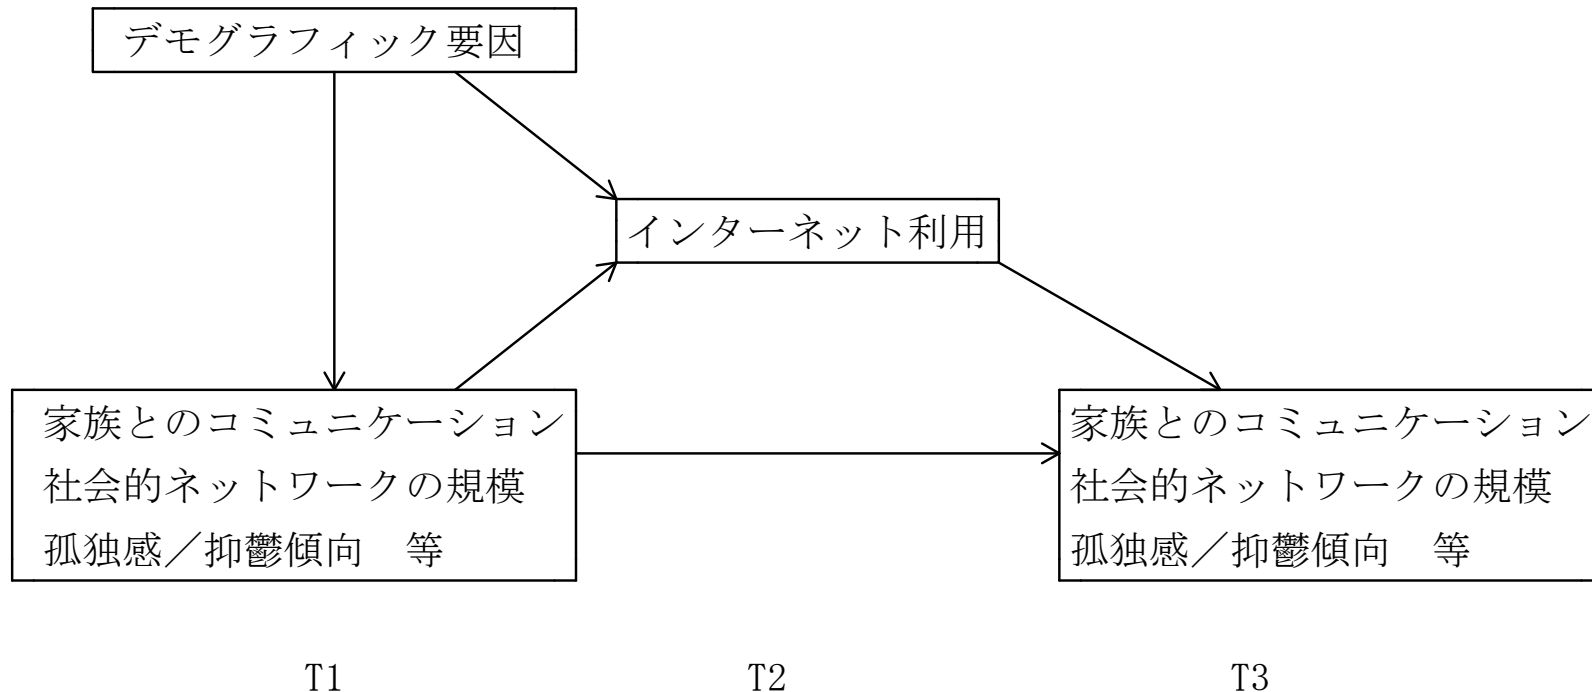 デモグラフィック要因
インターネット利用
家族とのコミュニケーション
社会的ネットワークの規模
孤独感／抑鬱傾向　等
家族とのコミュニケーション
社会的ネットワークの規模
孤独感／抑鬱傾向　等
T1
T2
T3